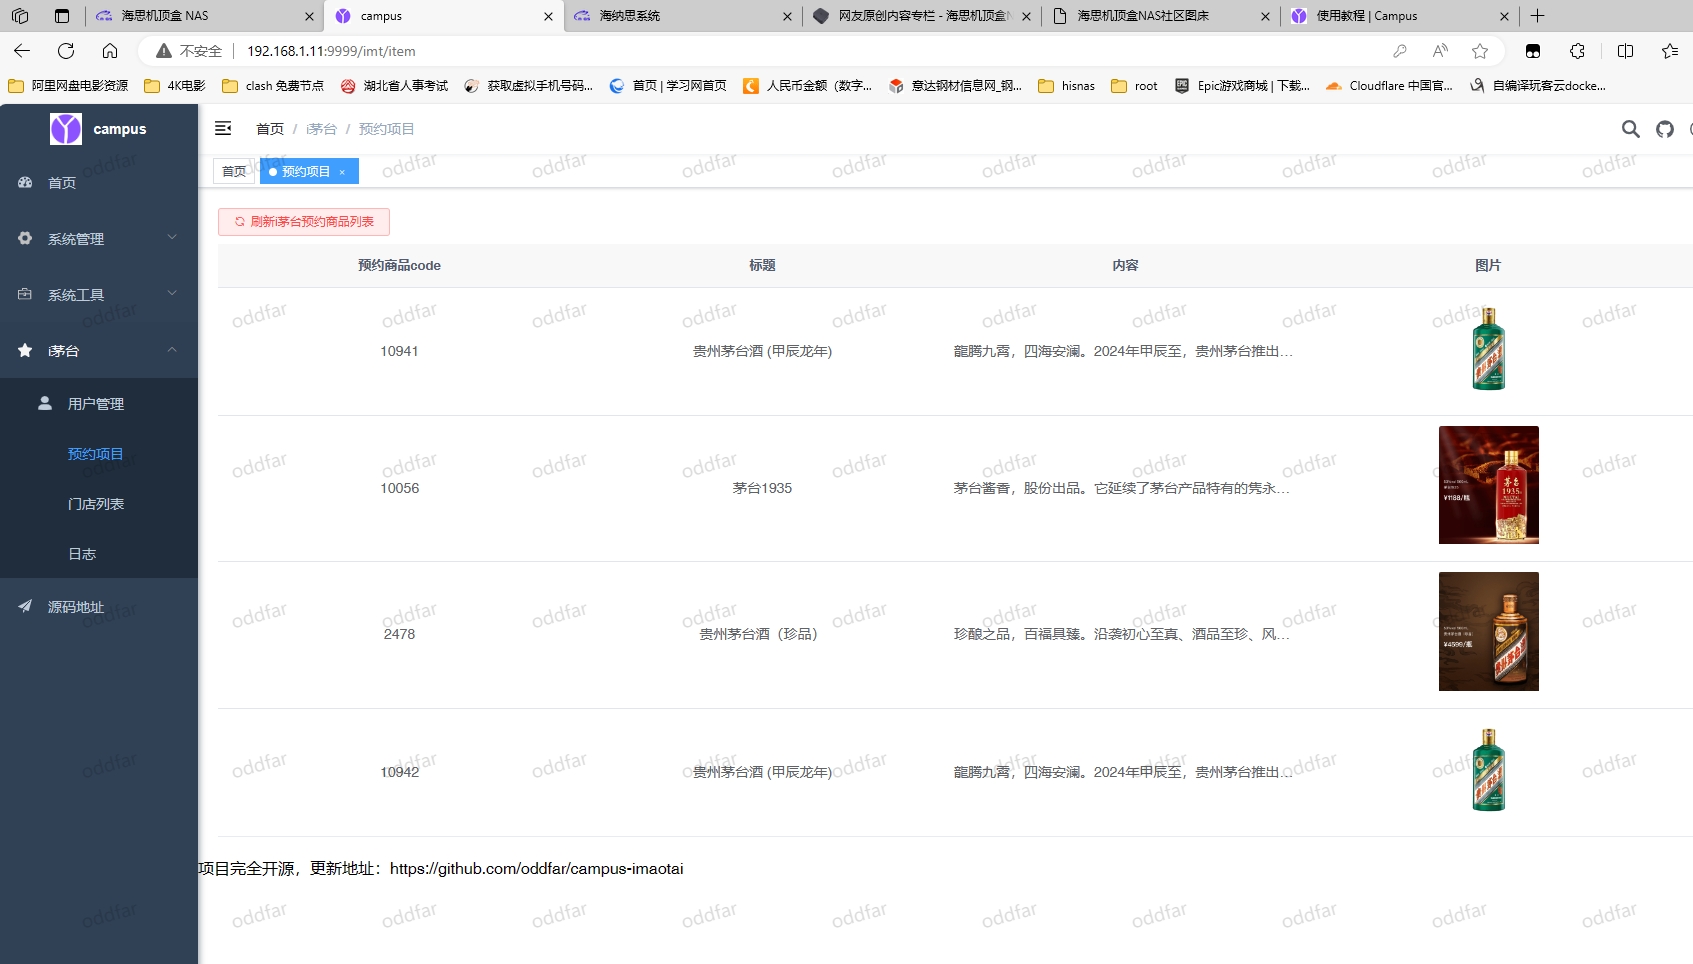 海思机顶盒 NAS
campus
海纳思系统
网友原创内容专栏 - 海思机顶盒N
海思机顶盒NAS社区图床
使用教程 | Campus
不安全
192.168.1.11:9999/imt/item
阿里网盘电影资源
4K电影
clash 免费节点
湖北省人事考试
获取虚拟手机号码...
首页 | 学习网首页
人民币金额（数字...
意达钢材信息网_钢...
hisnas
root
Epic游戏商城 | 下载...
Cloudflare 中国官...
自编译玩客云docke...
campus
首页 / i茅台 / 预约项目
首页
预约项目 ×
首页
系统管理
系统工具
i茅台
用户管理
预约项目
门店列表
日志
源码地址
刷新i茅台预约商品列表
预约商品code 标题 内容 图片
10941 贵州茅台酒 (甲辰龙年) 龍腾九霄，四海安澜。2024年甲辰至，贵州茅台推出...
10056 茅台1935 茅台酱香，股份出品。它延续了茅台产品特有的隽永...
茅台
1935
¥1188/瓶
2478 贵州茅台酒（珍品） 珍酿之品，百福具臻。沿袭初心至真、酒品至珍、风...
¥4599/瓶
10942 贵州茅台酒 (甲辰龙年) 龍腾九霄，四海安澜。2024年甲辰至，贵州茅台推出...
项目完全开源，更新地址：https://github.com/oddfar/campus-imaotai
oddfar